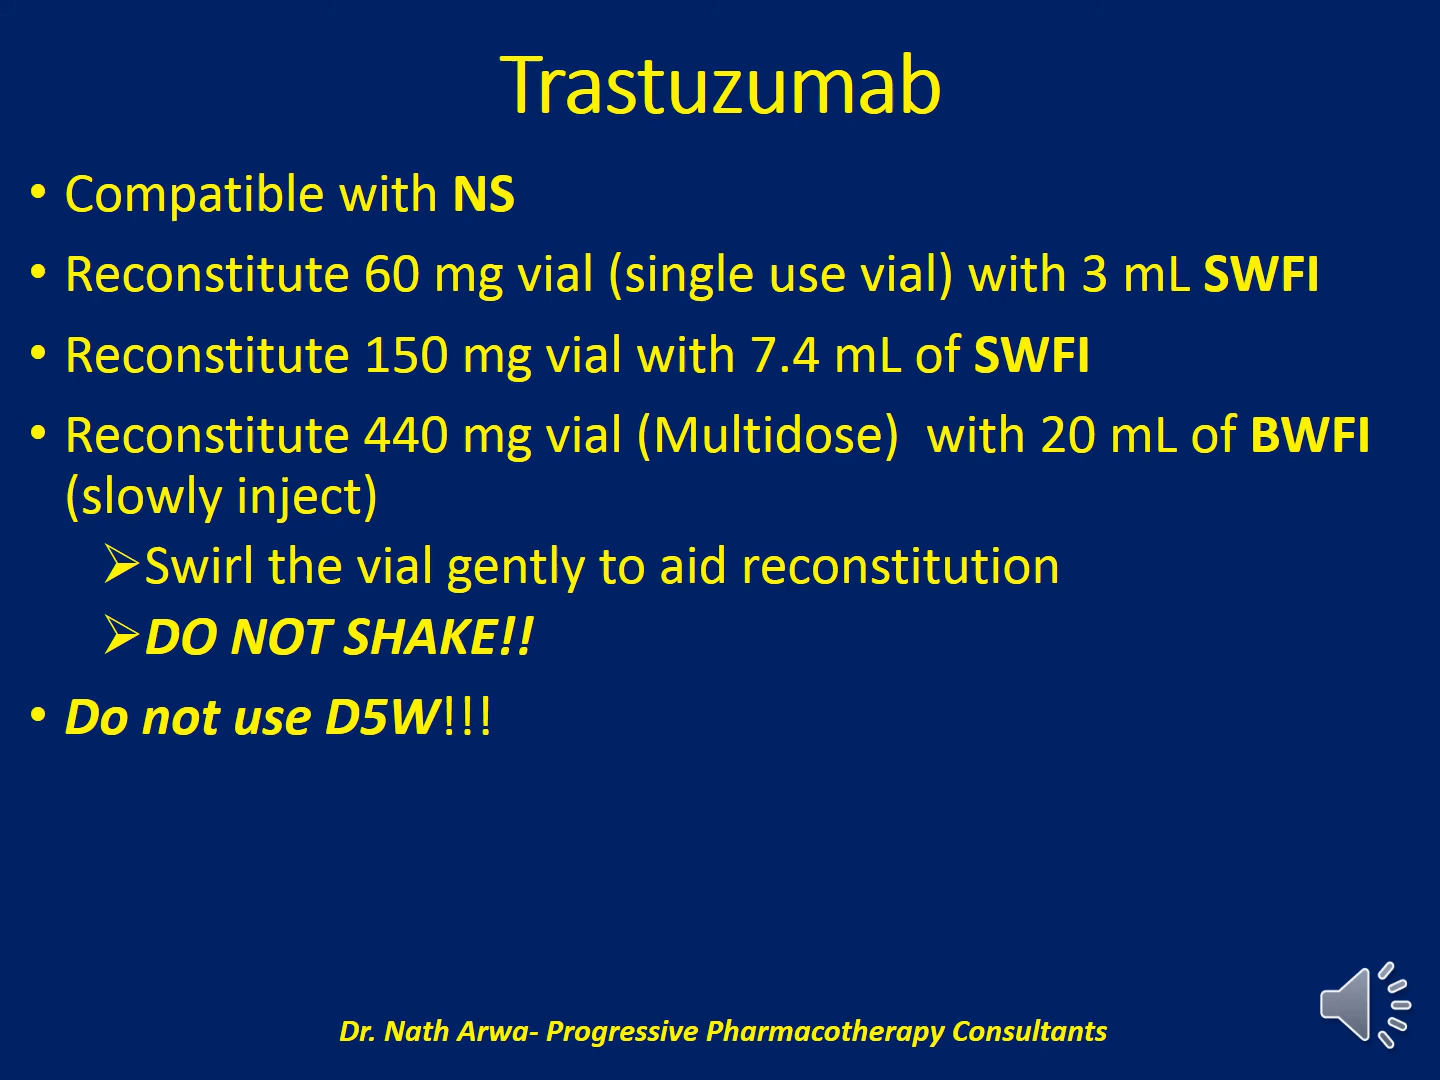 Trastuzumab
• Compatible with NS
• Reconstitute 60 mg vial (single use vial) with 3 mL SWFI
• Reconstitute 150 mg vial with 7.4 mL of SWFI
• Reconstitute 440 mg vial (Multidose)  with 20 mL of BWFI
(slowly inject)
➢Swirl the vial gently to aid reconstitution
➢DO NOT SHAKE!!
• Do not use D5W!!!
Dr. Nath Arwa- Progressive Pharmacotherapy Consultants